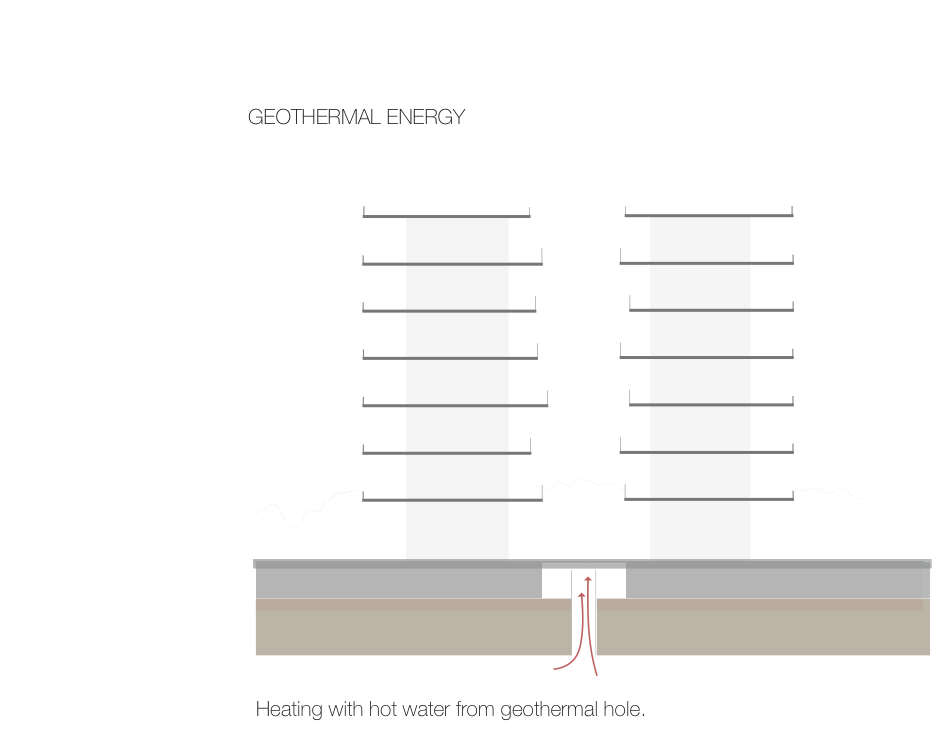 GEOTHERMAL ENERGY
Heating with hot water from geothermal hole.